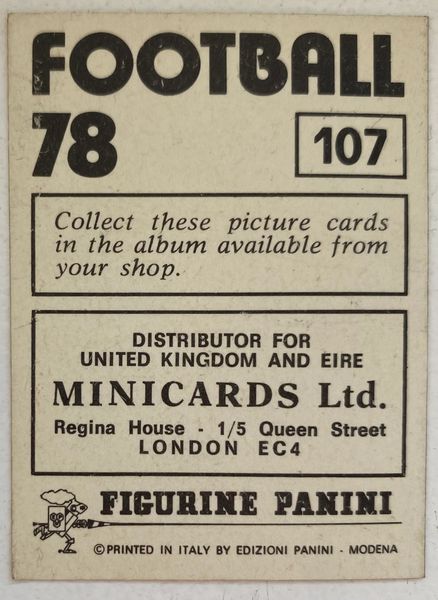 FOOTBALL
78
107
Collect these picture cards
in the album available from
your shop.
DISTRIBUTOR FOR
UNITED KINGDOM AND EIRE
MINICARDS Ltd.
Regina House - 1/5 Queen Street
LONDON EC4
FIGURINE PANINI
©PRINTED IN ITALY BY EDIZIONI PANINI - MODENA